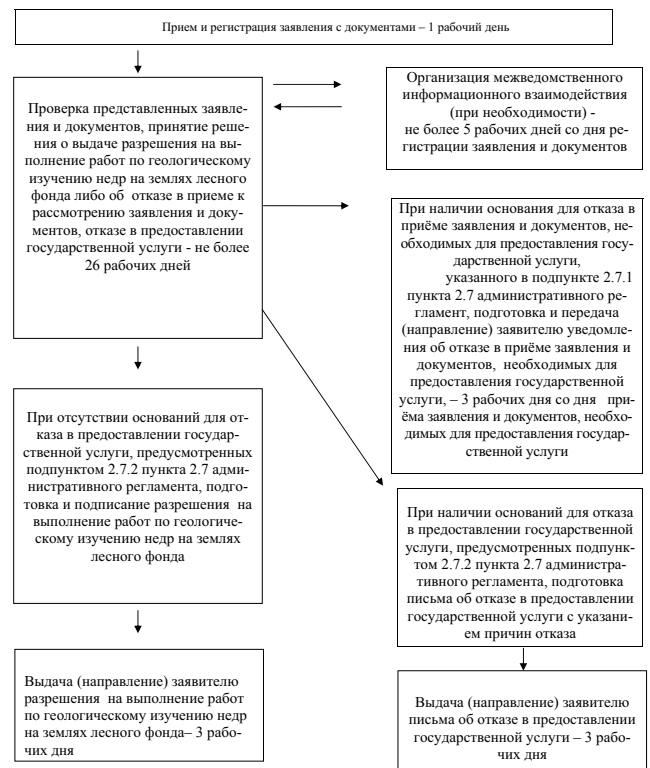 Прием и регистрация заявления с документами – 1 рабочий день
Проверка представленных заявле-
ния и документов, принятие реше-
ния о выдаче разрешения на вы-
полнение работ по геологическому
изучению недр на землях лесного
фонда либо об отказе в приеме к
рассмотрению заявления и доку-
ментов, отказе в предоставлении
государственной услуги - не более
26 рабочих дней
Организация межведомственного
информационного взаимодействия
(при необходимости) -
не более 5 рабочих дней со дня ре-
гистрации заявления и документов
При наличии основания для отказа в
приёме заявления и документов, не-
обходимых для предоставления госу-
дарственной услуги,
указанного в подпункте 2.7.1
пункта 2.7 административного ре-
гламент, подготовка и передача
(направление) заявителю уведомле-
ния об отказе в приёме заявления и
документов, необходимых для
предоставления государственной
услуги, – 3 рабочих дня со дня при-
ёма заявления и документов, необхо-
димых для предоставления государ-
ственной услуги
При отсутствии оснований для от-
каза в предоставлении государ-
ственной услуги, предусмотренных
подпунктом 2.7.2 пункта 2.7 адми-
нистративного регламента, подго-
товка и подписание разрешения на
выполнение работ по геологиче-
скому изучению недр на землях
лесного фонда
При наличии оснований для отказа
в предоставлении государственной
услуги, предусмотренных подпунк-
том 2.7.2 пункта 2.7 администра-
тивного регламента, подготовка
письма об отказе в предоставлении
государственной услуги с указани-
ем причин отказа
Выдача (направление) заявителю
разрешения на выполнение работ
по геологическому изучению недр
на землях лесного фонда– 3 рабо-
чих дня
Выдача (направление) заявителю
письма об отказе в предоставлении
государственной услуги – 3 рабо-
чих дня